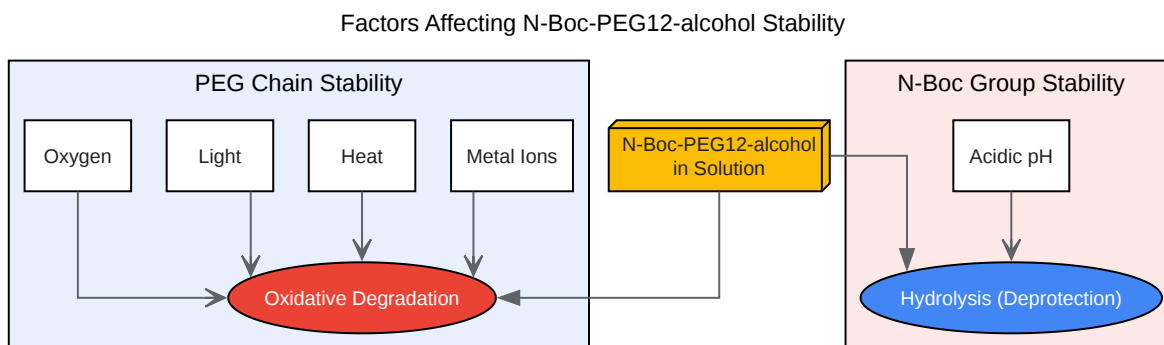 Factors Affecting N-Boc-PEG12-alcohol Stability
PEG Chain Stability
Oxygen
Light
Heat
Metal Ions
Oxidative Degradation
N-Boc-PEG12-alcohol
in Solution
N-Boc Group Stability
Acidic pH
Hydrolysis (Deprotection)